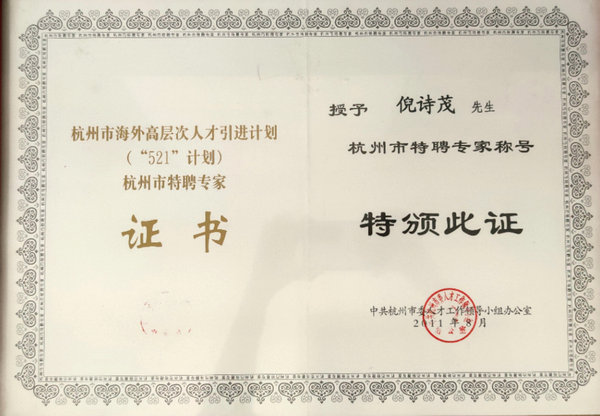 杭州市海外高层次人才引进计划
（“521”计划）
杭州市特聘专家
证书
授予 倪诗茂 先生
杭州市特聘专家称号
特颁此证
中共杭州市委人才工作领导小组办公室
2011年8月